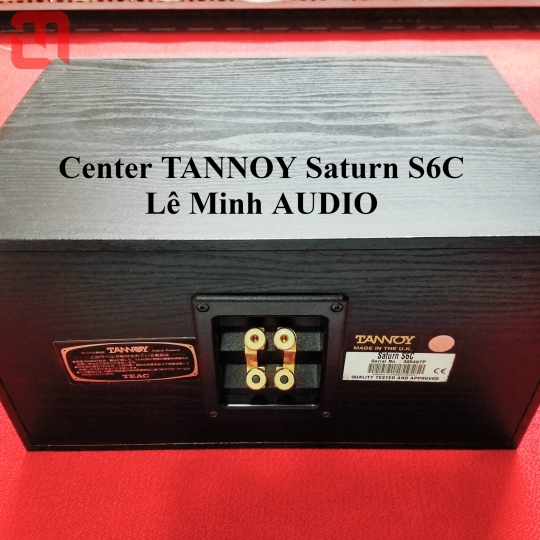 Center TANNOY Saturn S6C
Lê Minh AUDIO
TANNOY
TEAC
TANNOY
MADE IN THE U.K.
Saturn S6C
Serial No.: 305497P
QUALITY TESTED AND APPROVED
CE